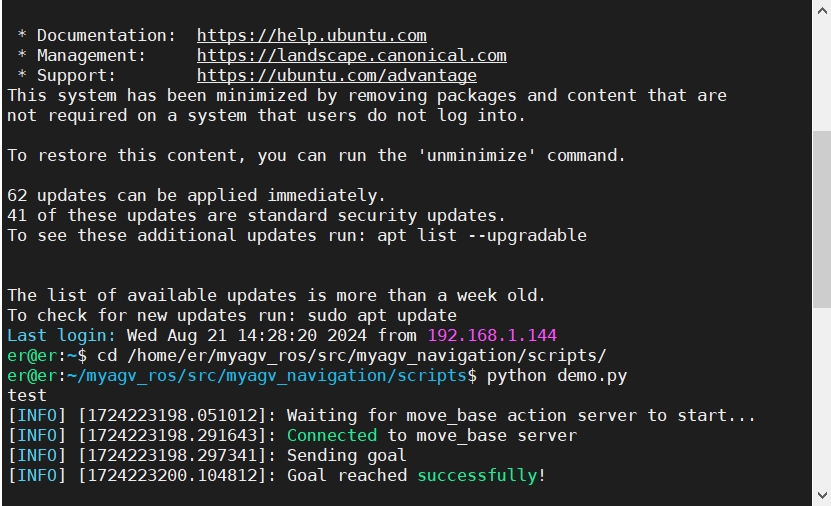 * Documentation:  https://help.ubuntu.com
* Management:     https://landscape.canonical.com
* Support:        https://ubuntu.com/advantage
This system has been minimized by removing packages and content that are
not required on a system that users do not log into.
To restore this content, you can run the 'unminimize' command.
62 updates can be applied immediately.
41 of these updates are standard security updates.
To see these additional updates run: apt list --upgradable
The list of available updates is more than a week old.
To check for new updates run: sudo apt update
Last login: Wed Aug 21 14:28:20 2024 from 192.168.1.144
er@er:~$ cd /home/er/myagv_ros/src/myagv_navigation/scripts/
er@er:~/myagv_ros/src/myagv_navigation/scripts$ python demo.py
test
[INFO] [1724223198.051012]: Waiting for move_base action server to start...
[INFO] [1724223198.291643]: Connected to move_base server
[INFO] [1724223198.297341]: Sending goal
[INFO] [1724223200.104812]: Goal reached successfully!